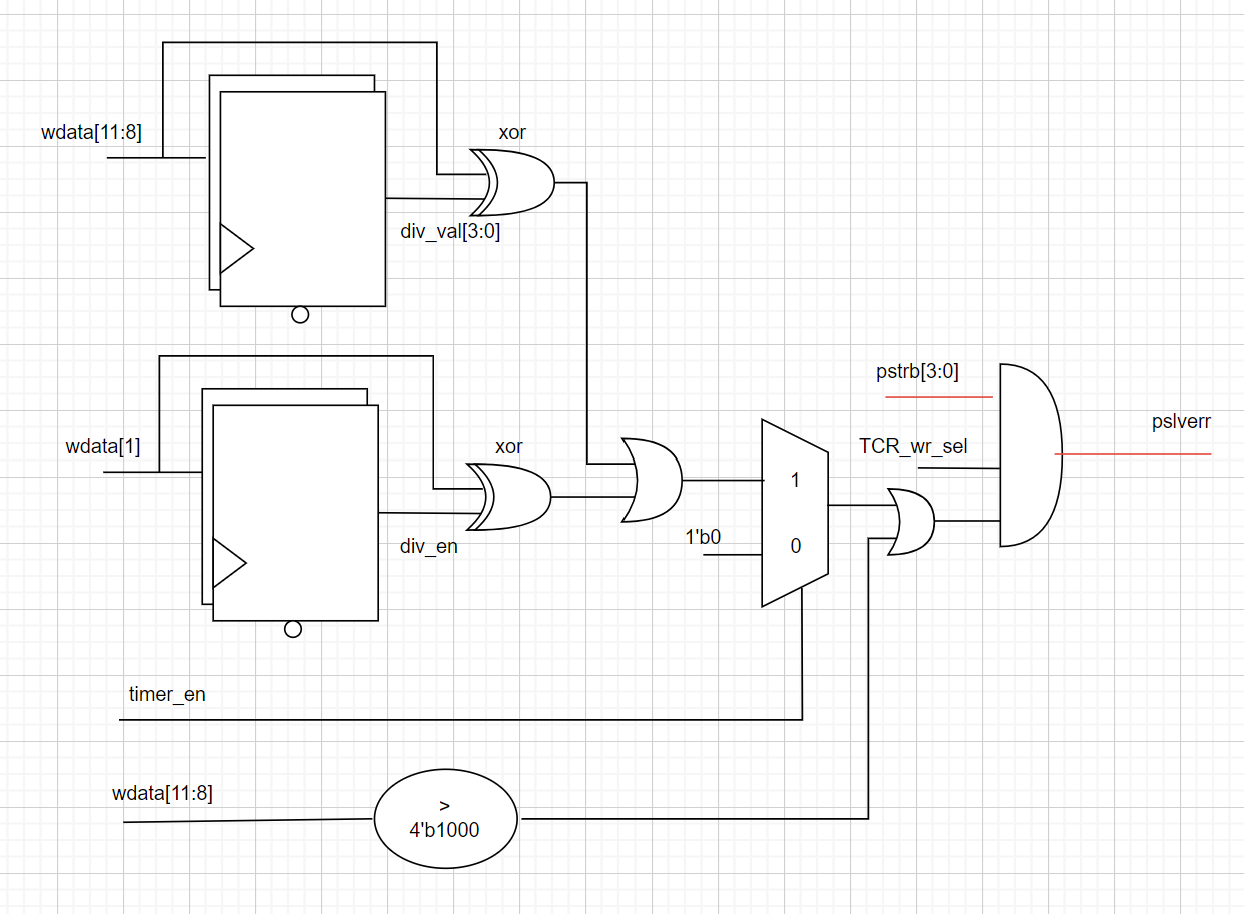 xor
wdata[11:8]
div_val[3:0]
pstrb[3:0]
pslverr
wdata[1]
xor
TCR_wr_sel
1
1'b0
0
div_en
timer_en
wdata[11:8]
>
4'b1000